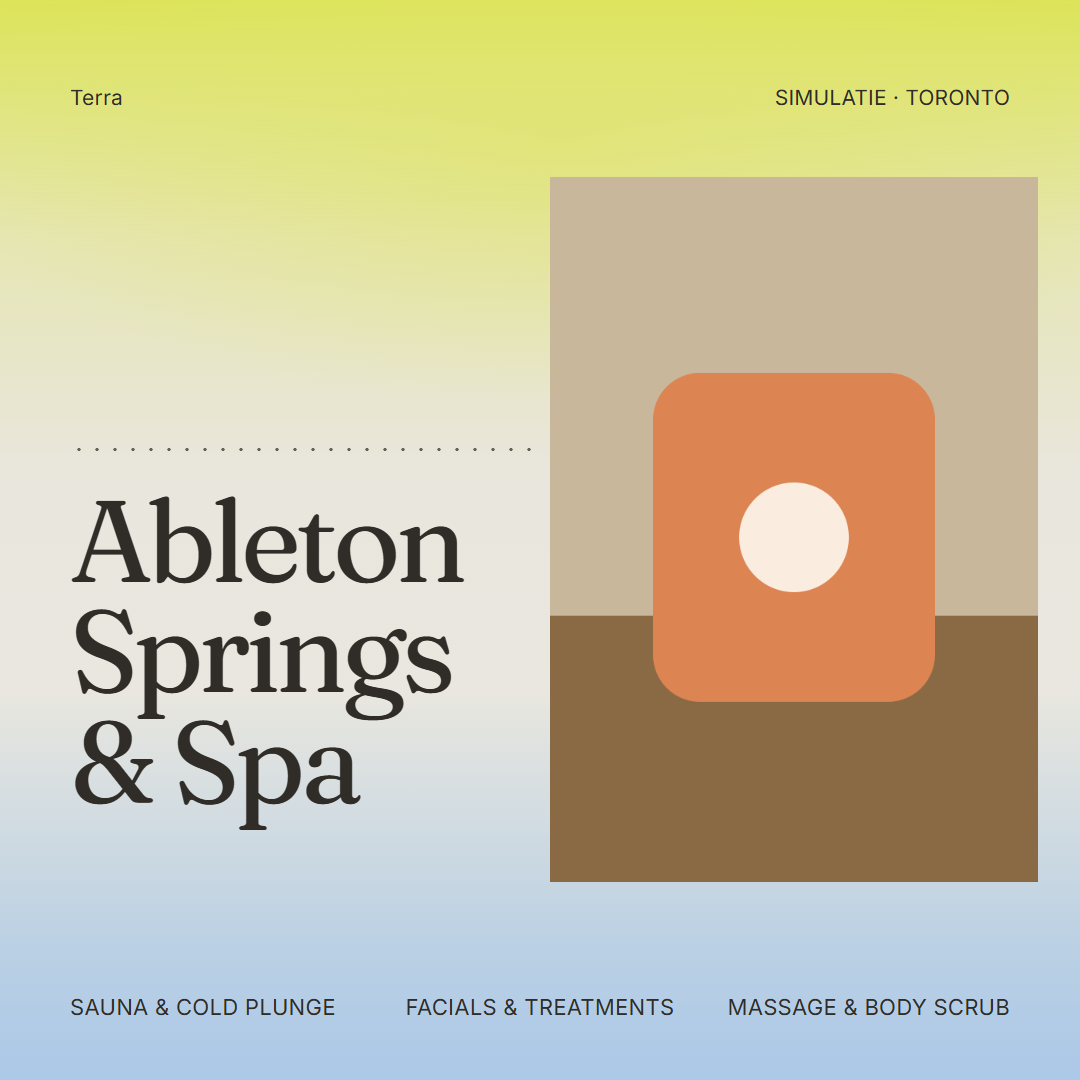 Terra
SIMULATIE · TORONTO
Ableton
Springs
& Spa
SAUNA & COLD PLUNGE
FACIALS & TREATMENTS
MASSAGE & BODY SCRUB